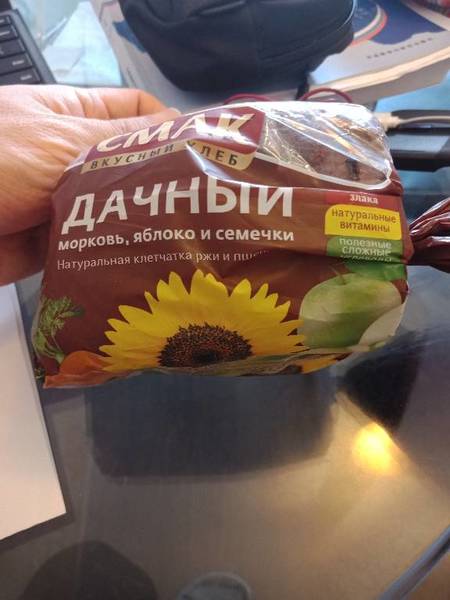 СМАК
ВКУСНЫЙ ХЛЕБ
ДАЧНЫЙ
морковь, яблоко и семечки
Натуральная клетчатка ржи и
злака
натуральные
витамины
полезные
сложные